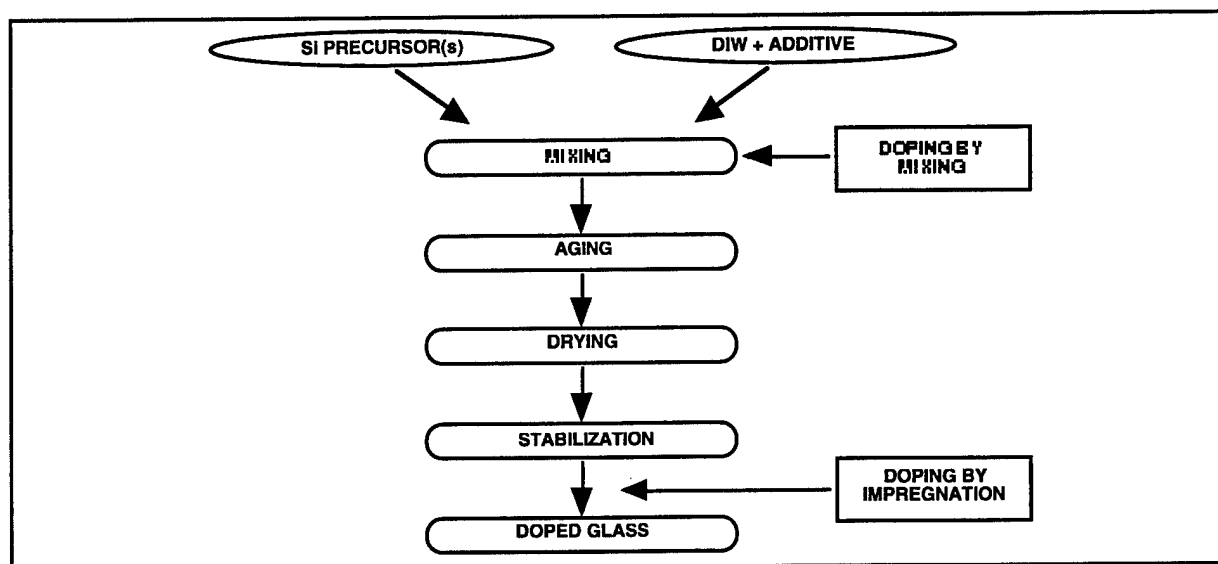 SI PRECURSOR(s)
DIW + ADDITIVE
MIXING
DOPING BY
MIXING
AGING
DRYING
STABILIZATION
DOPING BY
IMPREGNATION
DOPED GLASS